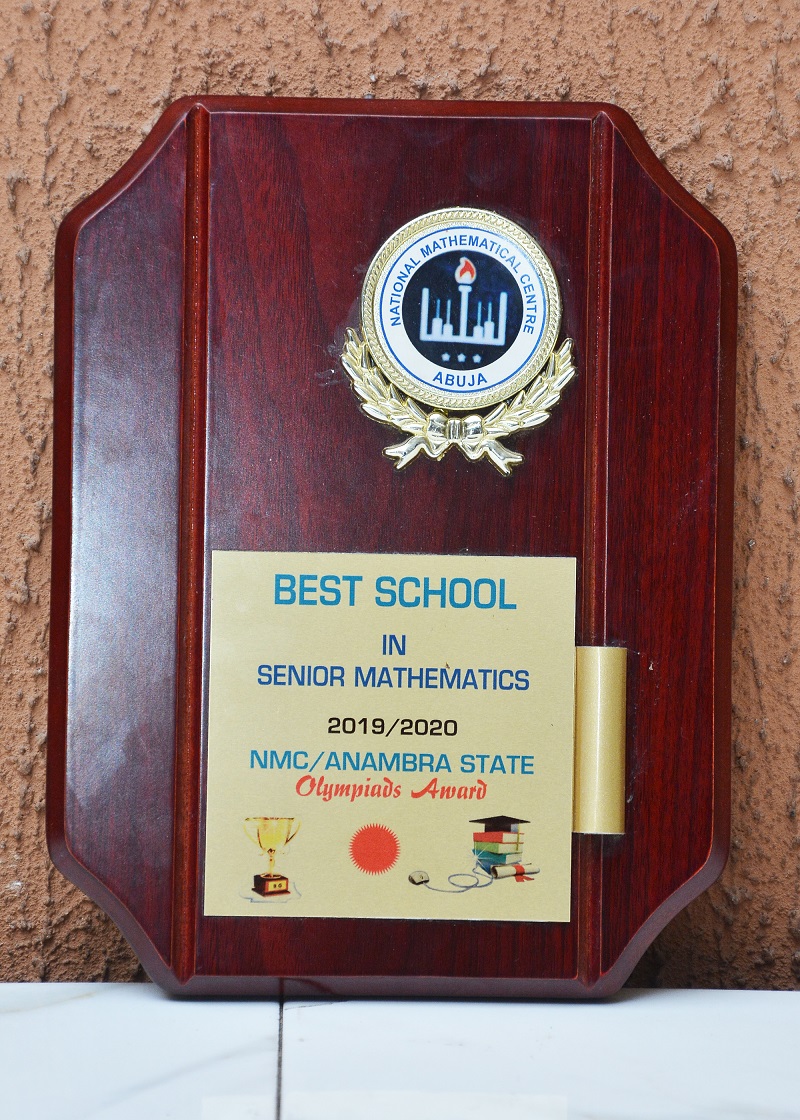 NATIONAL MATHEMATICAL CENTRE
ABUJA
BEST SCHOOL
IN
SENIOR MATHEMATICS
2019/2020
NMC/ANAMBRA STATE
Olympiads Award